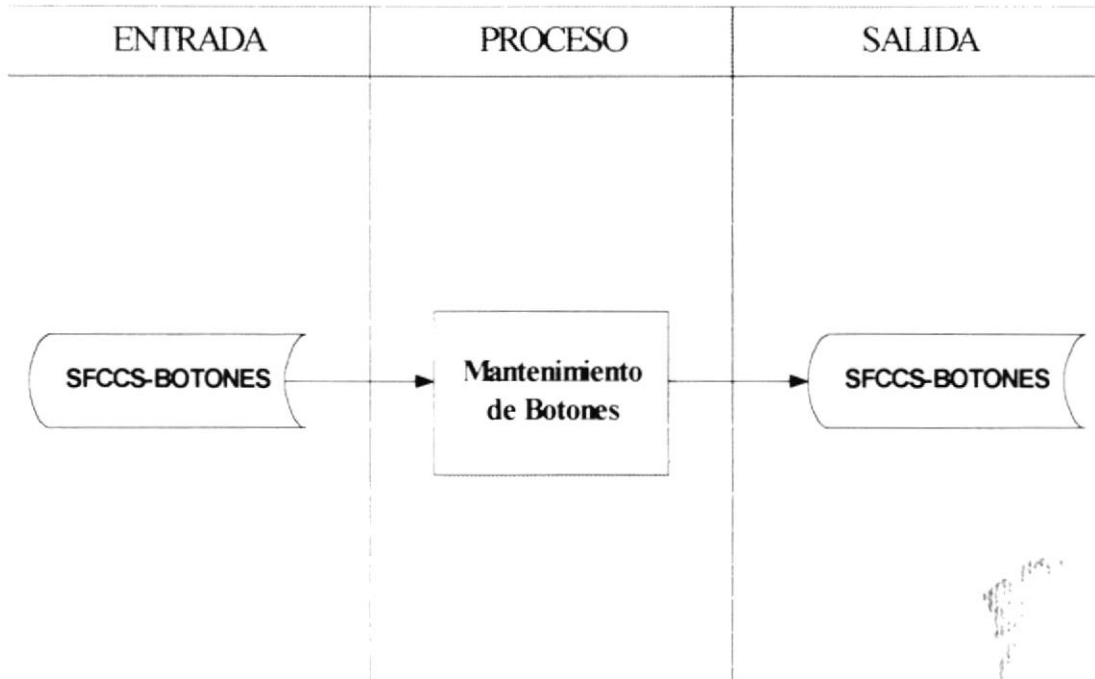 ENTRADA PROCESO SALIDA
SFCCS-BOTONES
Mantenimiento
de Botones
SFCCS-BOTONES